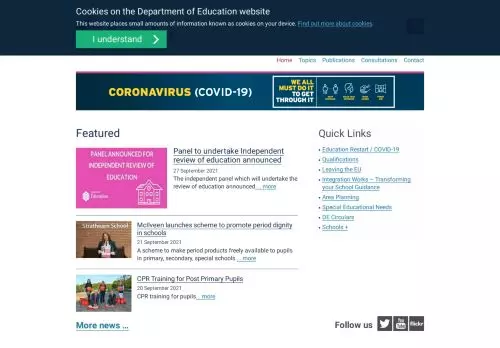 Cookies on the Department of Education website
This website places small amounts of information known as cookies on your device. Find out more about cookies.
I understand
Home Topics Publications Consultations Contact
CORONAVIRUS (COVID-19)
WE ALL
MUST DO IT
TO GET
THROUGH IT
Featured
PANEL ANNOUNCED FOR
INDEPENDENT REVIEW OF
EDUCATION
Education
Panel to undertake Independent
review of education announced
27 September 2021
The independent panel which will undertake the
review of education announced.... more
Strathearn School
McIlveen launches scheme to promote period dignity
in schools
21 September 2021
A scheme to make period products freely available to pupils
in primary, secondary, special schools .... more
CPR Training for Post Primary Pupils
20 September 2021
CPR training for pupils... more
More news ...
Quick Links
Education Restart / COVID-19
Qualifications
Leaving the EU
Integration Works – Transforming
your School Guidance
Area Planning
Special Educational Needs
DE Circulars
Schools +
Follow us
You
Tube
flickr